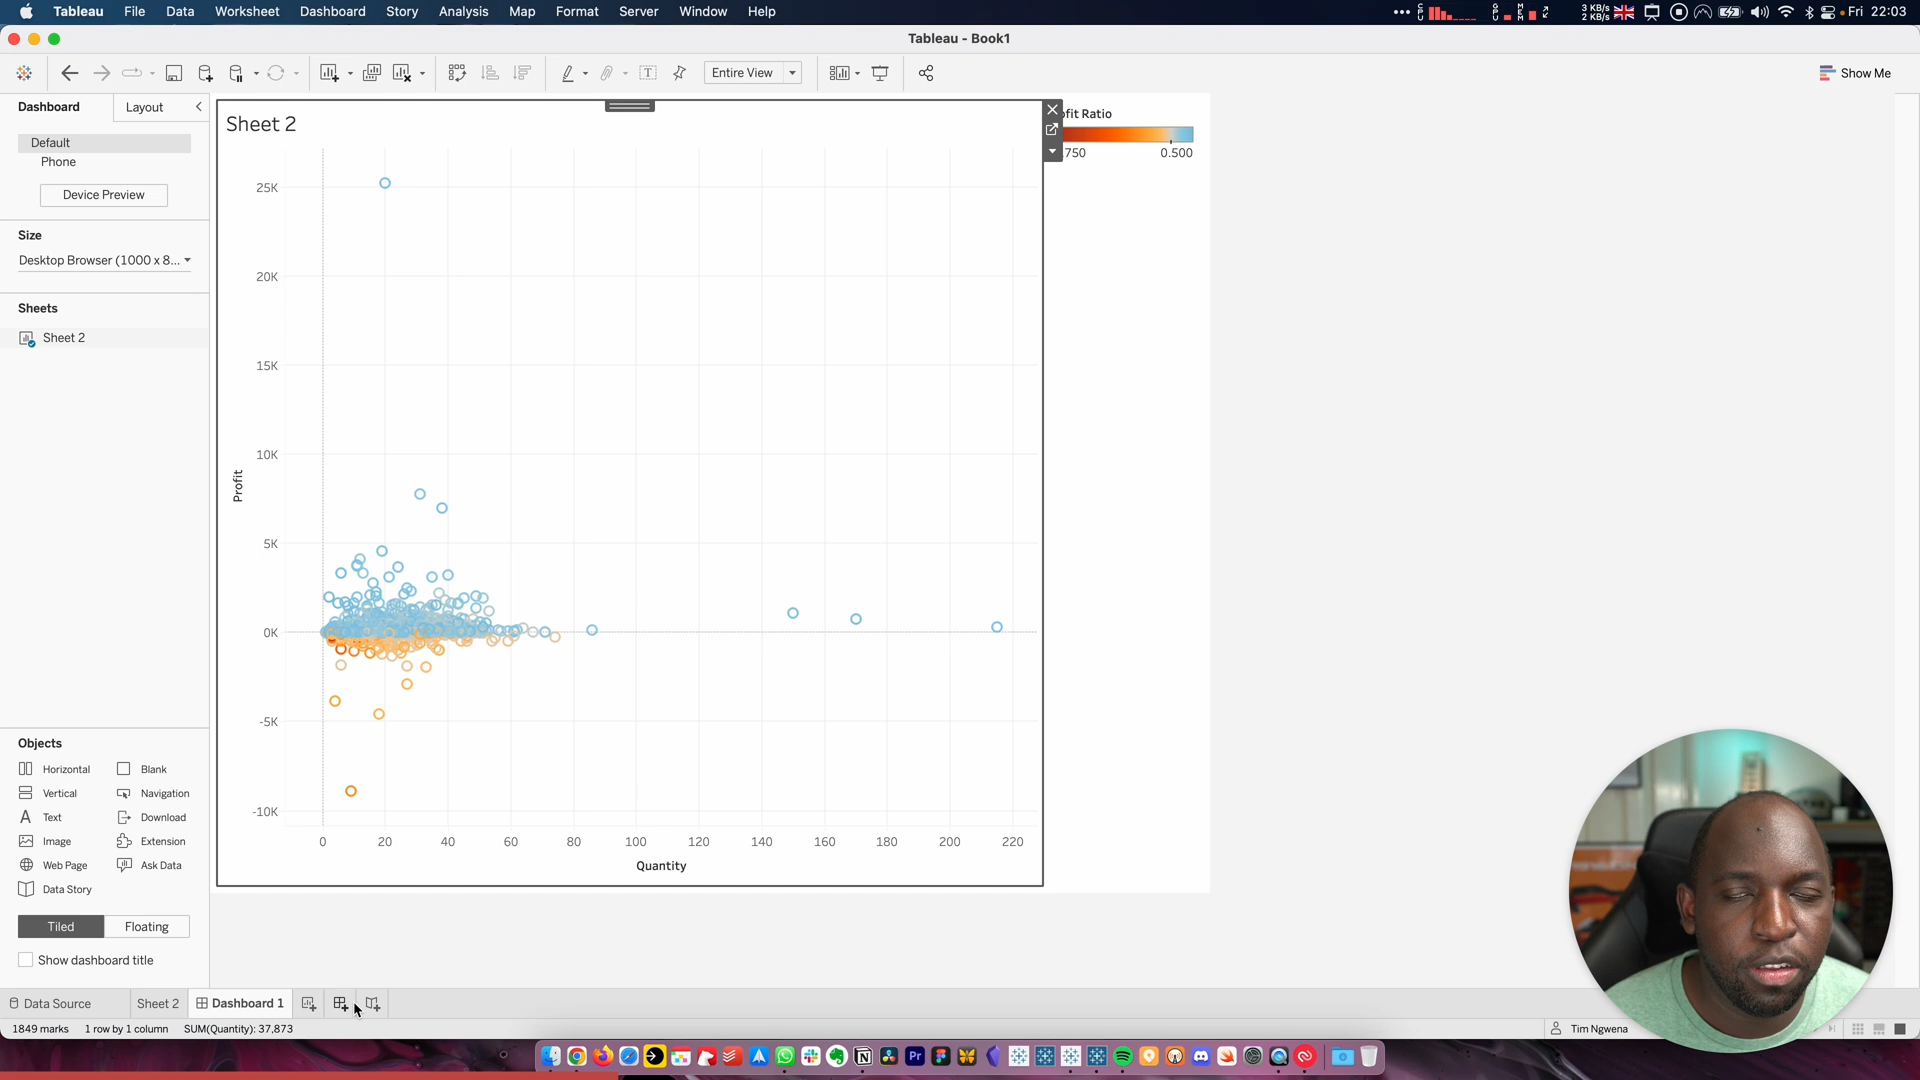 Tableau File Data Worksheet Dashboard Story Analysis Map Format Server Window Help
3 KB/s
2 KB/s
Fri 22:03
Tableau - Book1
Entire View
Show Me
Dashboard
Layout
Default
Phone
Device Preview
Size
Desktop Browser (1000 x 8...
Sheets
Sheet 2
Objects
Horizontal
Blank
Vertical
Navigation
Text
Download
Image
Extension
Web Page
Ask Data
Data Story
Tiled
Floating
Show dashboard title
Sheet 2
25K
20K
15K
10K
5K
0K
-5K
-10K
Profit
0 20 40 60 80 100 120 140 160 180 200 220
Quantity
fit Ratio
750
0.500
Data Source
Sheet 2
Dashboard 1
1849 marks
1 row by 1 column
SUM(Quantity): 37,873
Tim Ngwena